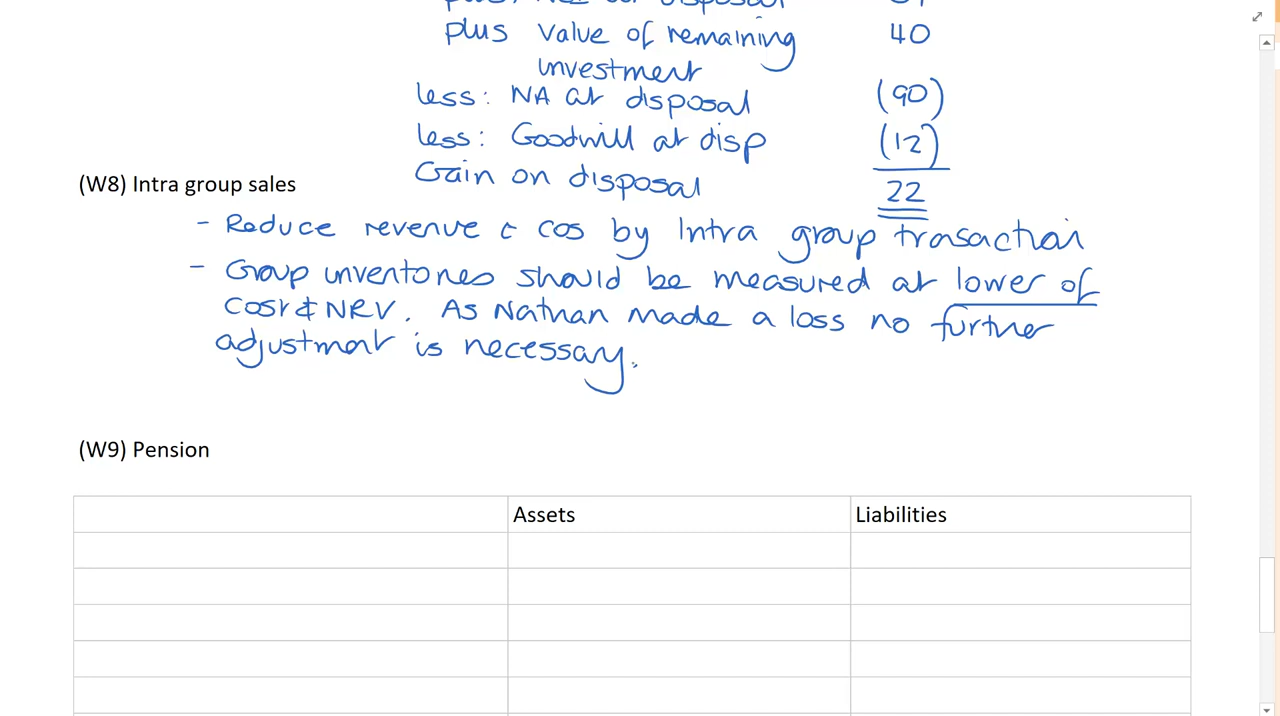 plus value of remaining 40
investment
less: NA at disposal (90)
less: Goodwill at disp (12)
Gain on disposal 22
(W8) Intra group sales
- Reduce revenue & cos by Intra group trasaction
- Group inventories should be measured at lower of
cost & NRV. As Nathan made a loss no further
adjustment is necessay.
(W9) Pension
Assets Liabilities